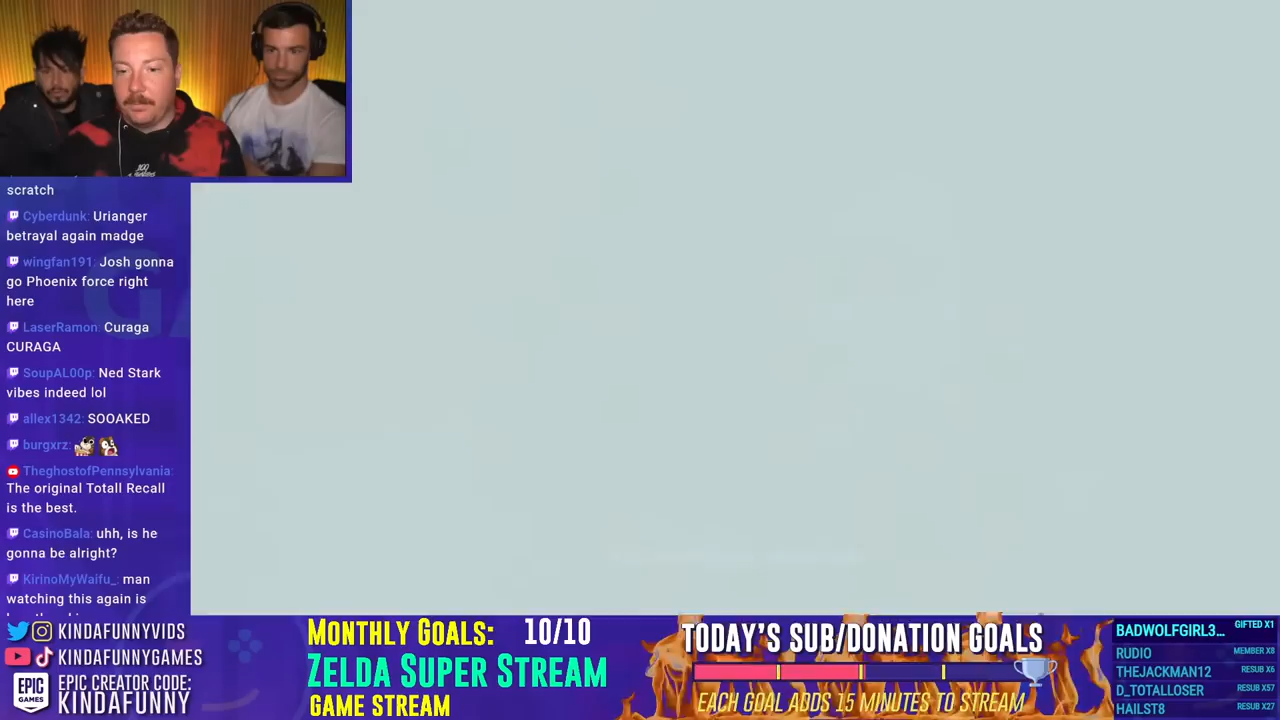 scratch
Cyberdunk: Urianger
betrayal again madge
wingfan191: Josh gonna
go Phoenix force right
here
LaserRamon: Curaga
CURAGA
SoupAL00p: Ned Stark
vibes indeed lol
allex1342: SOOAKED
burgxrz:
TheghostofPennsylvania:
The original Totall Recall
is the best.
CasinoBala: uhh, is he
gonna be alright?
KirinoMyWaifu_: man
watching this again is
KINDAFUNNYVIDS
KINDAFUNNYGAMES
EPIC GAMES
EPIC CREATOR CODE:
KINDAFUNNY
MONTHLY GOALS: 10/10
ZELDA SUPER STREAM
GAME STREAM
TODAY'S SUB/DONATION GOALS
EACH GOAL ADDS 15 MINUTES TO STREAM
BADWOLFGIRL3... GIFTED X1
RUDIO MEMBER X8
THEJACKMAN12 RESUB X6
D_TOTALLOSER RESUB X57
HAILST8 RESUB X27